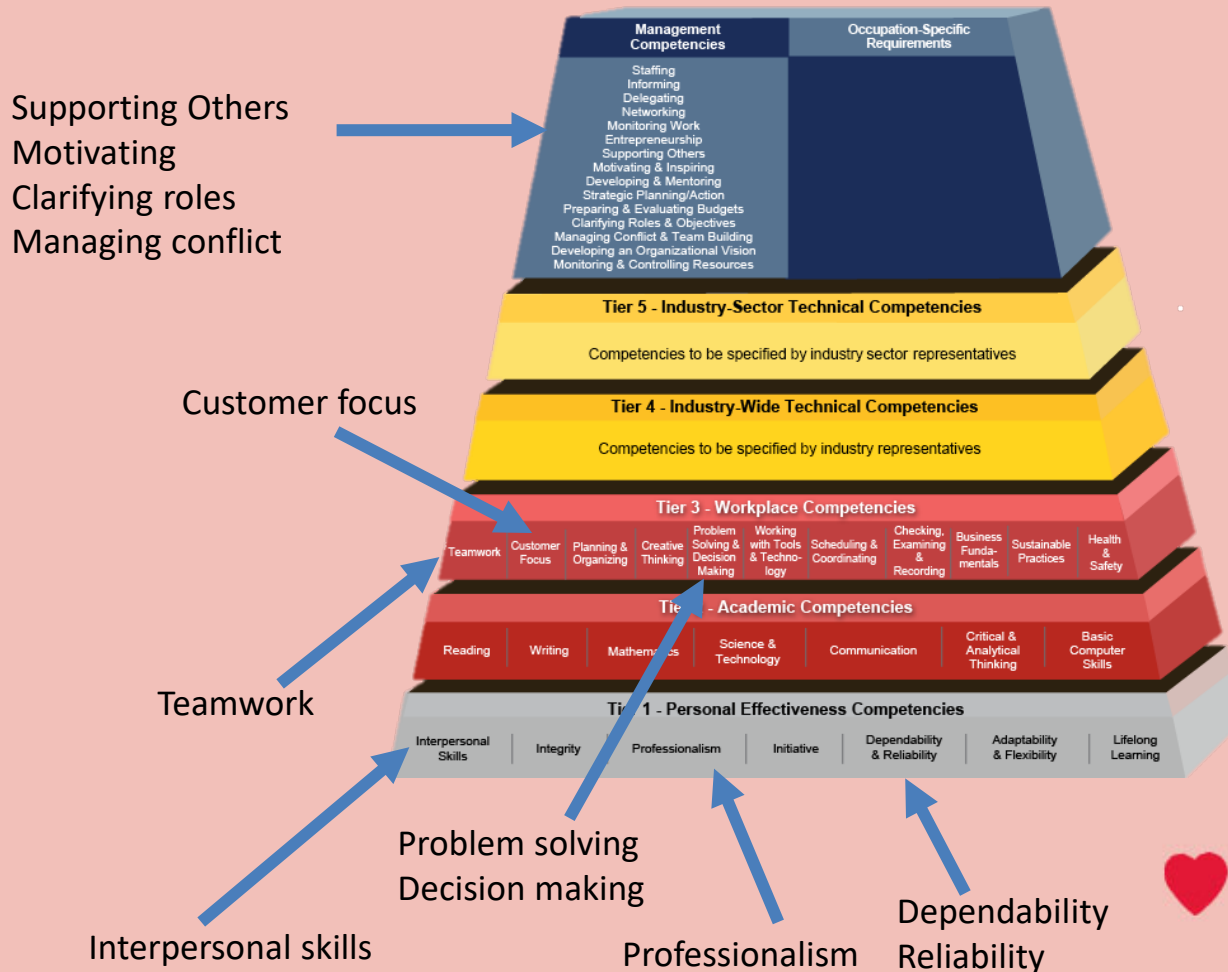 Management
Competencies
Occupation-Specific
Requirements
Staffing
Informing
Delegating
Networking
Monitoring Work
Entrepreneurship
Supporting Others
Motivating & Inspiring
Developing & Mentoring
Strategic Planning/Action
Preparing & Evaluating Budgets
Clarifying Roles & Objectives
Managing Conflict & Team Building
Developing an Organizational Vision
Monitoring & Controlling Resources
Supporting Others
Motivating
Clarifying roles
Managing conflict
Tier 5 - Industry-Sector Technical Competencies
Competencies to be specified by industry sector representatives
Customer focus
Tier 4 - Industry-Wide Technical Competencies
Competencies to be specified by industry representatives
Tier 3 - Workplace Competencies
Teamwork
Customer
Focus
Planning &
Organizing
Creative
Thinking
Problem
Solving &
Decision
Making
Working
with Tools
& Techno-
logy
Scheduling &
Coordinating
Checking,
Examining
&
Recording
Business
Funda-
mentals
Sustainable
Practices
Health
&
Safety
Tier - Academic Competencies
Reading
Writing
Mathematics
Science &
Technology
Communication
Critical &
Analytical
Thinking
Basic
Computer
Skills
Teamwork
Tier 1 - Personal Effectiveness Competencies
Interpersonal
Skills
Integrity
Professionalism
Initiative
Dependability
& Reliability
Adaptability
& Flexibility
Lifelong
Learning
Problem solving
Decision making
Interpersonal skills
Professionalism
Dependability
Reliability